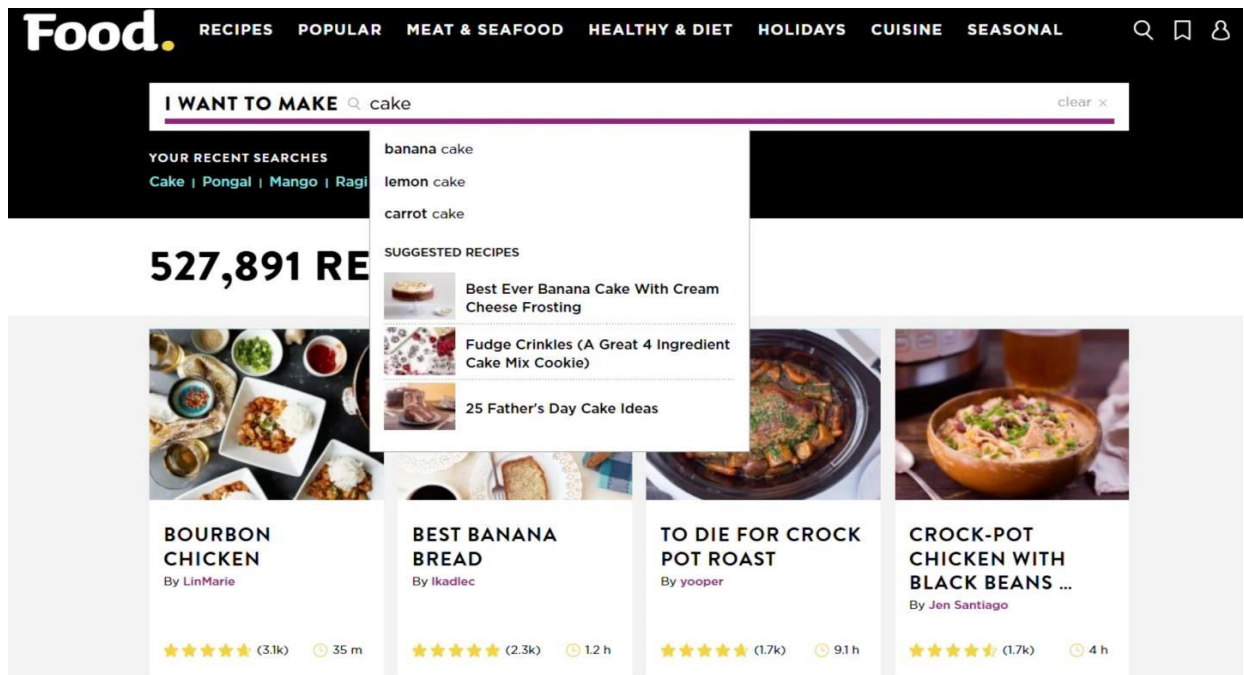 Food.
RECIPES POPULAR MEAT & SEAFOOD HEALTHY & DIET HOLIDAYS CUISINE SEASONAL
I WANT TO MAKE cake clear ×
banana cake
lemon cake
carrot cake
SUGGESTED RECIPES
Best Ever Banana Cake With Cream
Cheese Frosting
Fudge Crinkles (A Great 4 Ingredient
Cake Mix Cookie)
25 Father's Day Cake Ideas
YOUR RECENT SEARCHES
Cake | Pongal | Mango | Ragi
527,891 RE
BOURBON
CHICKEN
By LinMarie
(3.1k) 35 m
BEST BANANA
BREAD
By lkadlec
(2.3k) 1.2 h
TO DIE FOR CROCK
POT ROAST
By yooper
(1.7k) 9.1 h
CROCK-POT
CHICKEN WITH
BLACK BEANS ...
By Jen Santiago
(1.7k) 4 h